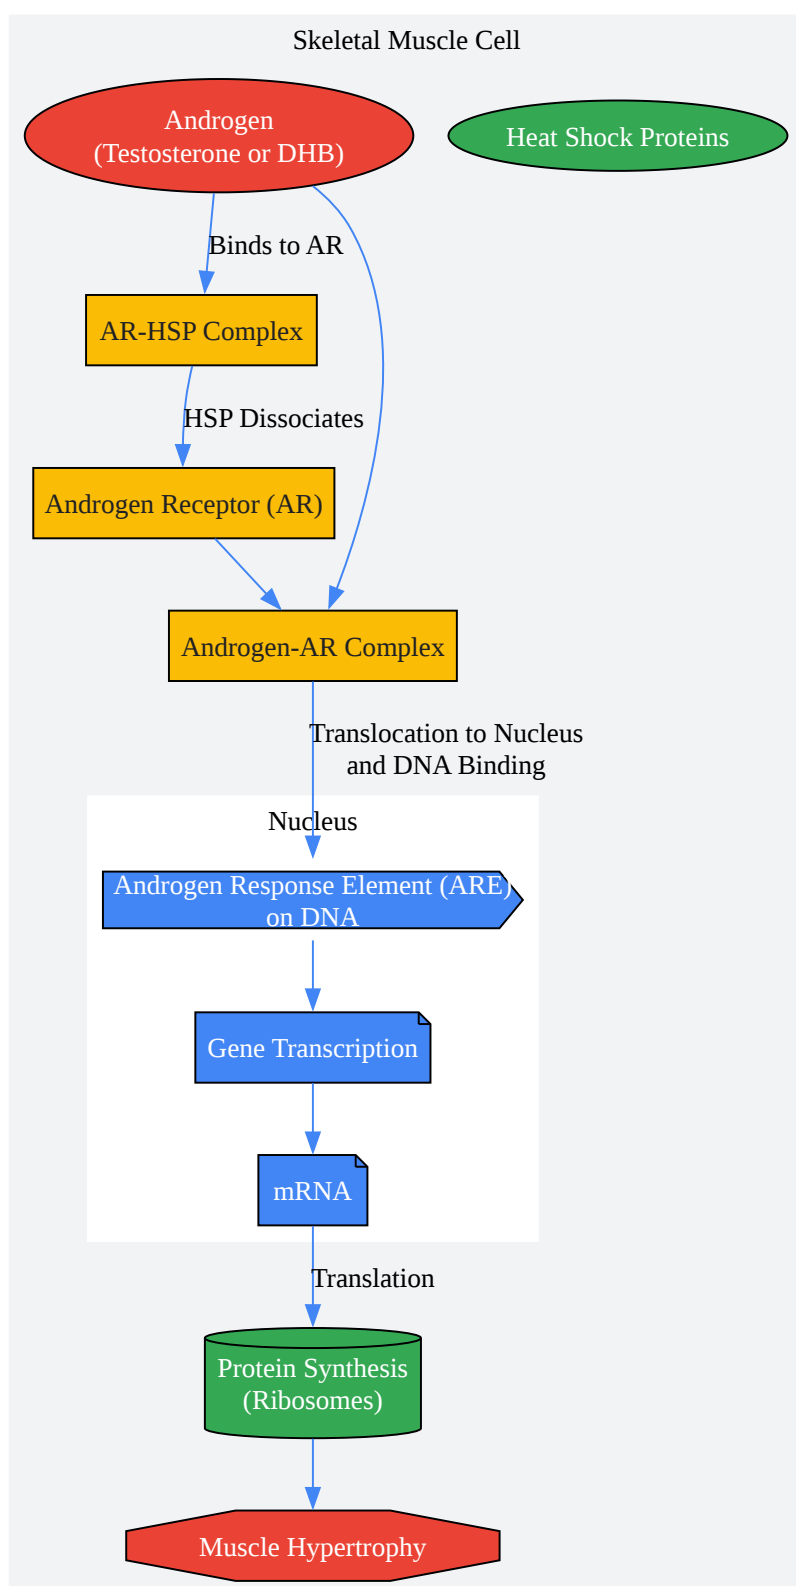 Skeletal Muscle Cell
Androgen
(Testosterone or DHB)
Heat Shock Proteins
Binds to AR
AR-HSP Complex
HSP Dissociates
Androgen Receptor (AR)
Androgen-AR Complex
Translocation to Nucleus
and DNA Binding
Nucleus
Androgen Response Element (ARE)
on DNA
Gene Transcription
mRNA
Translation
Protein Synthesis
(Ribosomes)
Muscle Hypertrophy